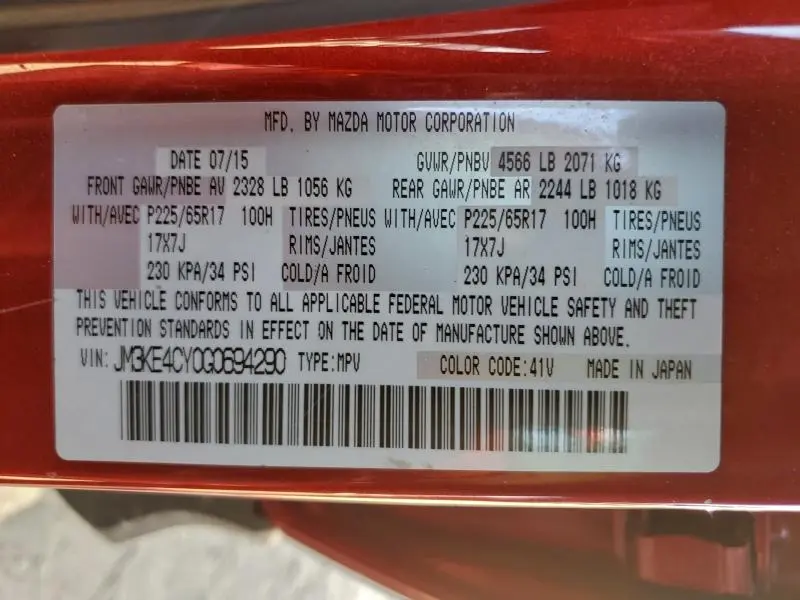 MFD. BY MAZDA MOTOR CORPORATION
DATE 07/15 GVWR/PNBV 4566 LB 2071 KG
FRONT GAWR/PNBE AV 2328 LB 1056 KG REAR GAWR/PNBE AR 2244 LB 1018 KG
WITH/AVEC P225/65R17 100H TIRES/PNEUS WITH/AVEC P225/65R17 100H TIRES/PNEUS
17X7J RIMS/JANTES 17X7J RIMS/JANTES
230 KPA/34 PSI COLD/A FROID 230 KPA/34 PSI COLD/A FROID
THIS VEHICLE CONFORMS TO ALL APPLICABLE FEDERAL MOTOR VEHICLE SAFETY AND THEFT
PREVENTION STANDARDS IN EFFECT ON THE DATE OF MANUFACTURE SHOWN ABOVE.
VIN: JM3KE4CY0G0694290 TYPE:MPV COLOR CODE:41V MADE IN JAPAN